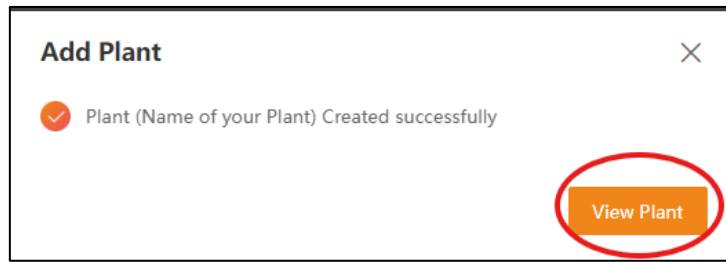 Add Plant
Plant (Name of your Plant) Created successfully
View Plant